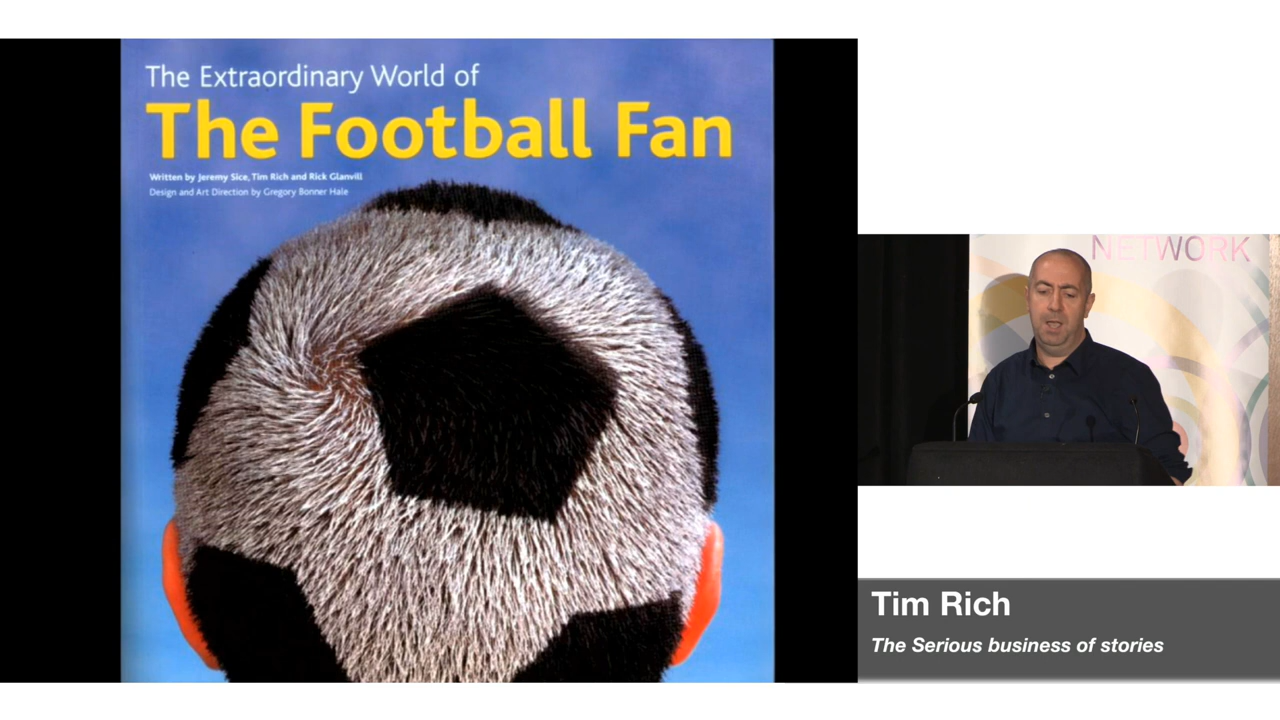 The Extraordinary World of
The Football Fan
Written by Jeremy Sice, Tim Rich and Rick Glanvill
Design and Art Direction by Gregory Bonner Hale
NETWORK
Tim Rich
The Serious business of stories